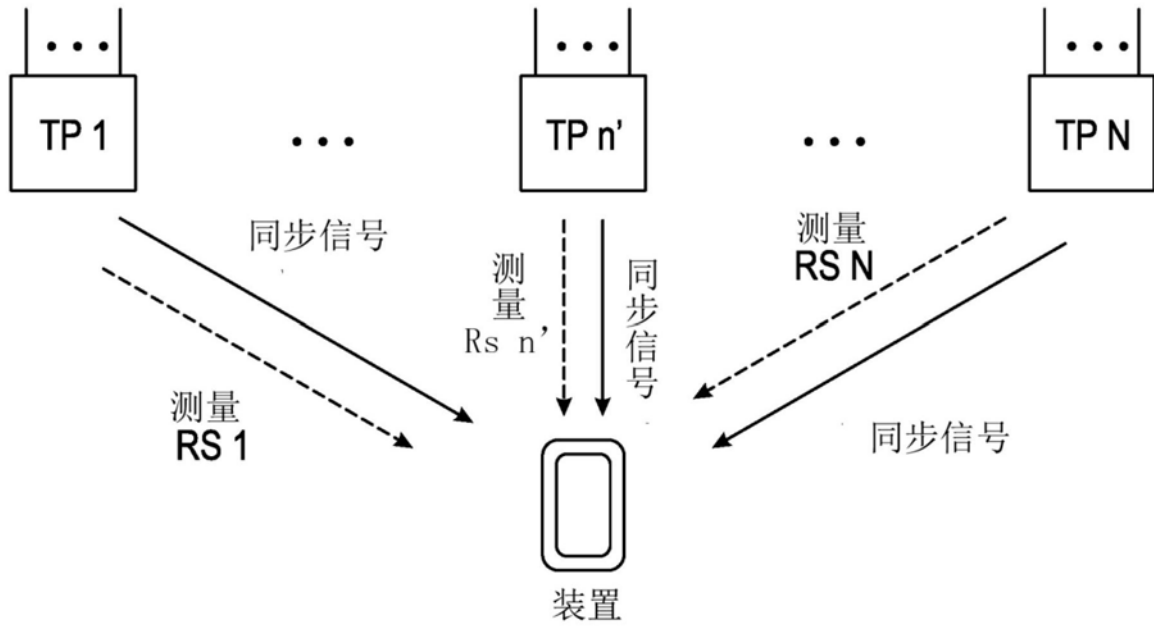 TP 1
•••
TP n’
•••
TP N
同步信号
测量
RS 1
测量
Rs n’
同步信号
测量
RS N
同步信号
装置